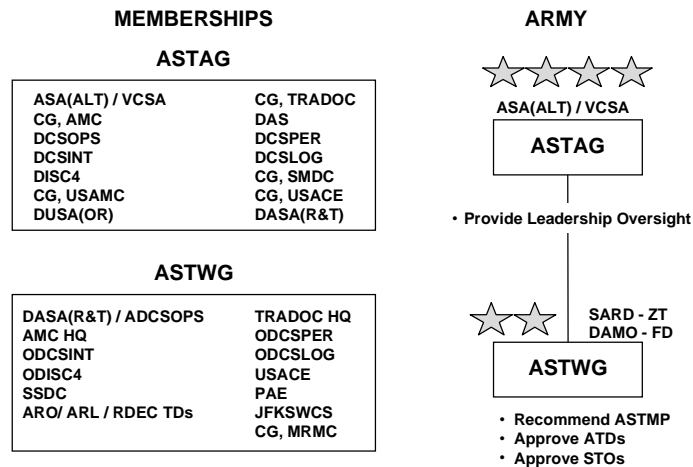 MEMBERSHIPS
ASTAG
ASA(ALT) / VCSA CG, TRADOC
CG, AMC DAS
DCSOPS DCSPER
DCSINT DCSLOG
DISC4 CG, SMDC
CG, USAMC CG, USACE
DUSA(OR) DASA(R&T)
ASTWG
DASA(R&T) / ADCSOPS TRADOC HQ
AMC HQ ODCSPER
ODCSINT ODCSLOG
ODISC4 USACE
SSDC PAE
ARO/ ARL / RDEC TDs JFKSWCS
CG, MRMC
ARMY
ASA(ALT) / VCSA
ASTAG
• Provide Leadership Oversight
SARD - ZT
DAMO - FD
ASTWG
• Recommend ASTMP
• Approve ATDs
• Approve STOs